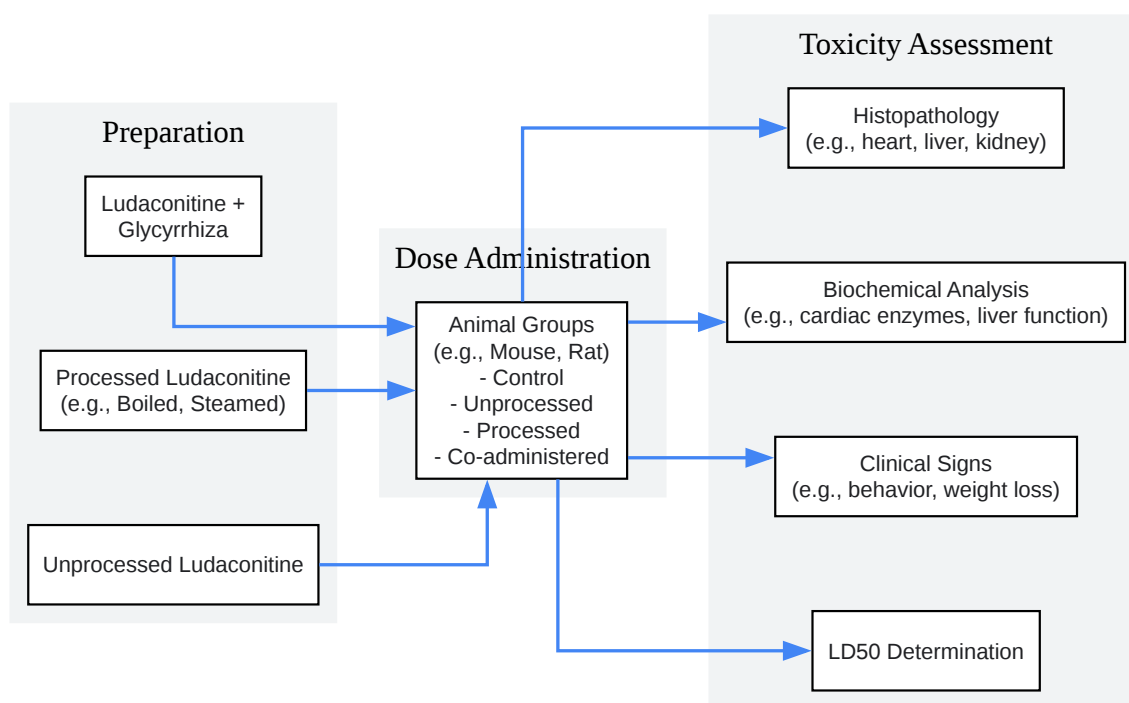 Preparation
Ludaconitine +
Glycyrrhiza
Processed Ludaconitine
(e.g., Boiled, Steamed)
Unprocessed Ludaconitine
Dose Administration
Animal Groups
(e.g., Mouse, Rat)
- Control
- Unprocessed
- Processed
- Co-administered
Toxicity Assessment
Histopathology
(e.g., heart, liver, kidney)
Biochemical Analysis
(e.g., cardiac enzymes, liver function)
Clinical Signs
(e.g., behavior, weight loss)
LD50 Determination